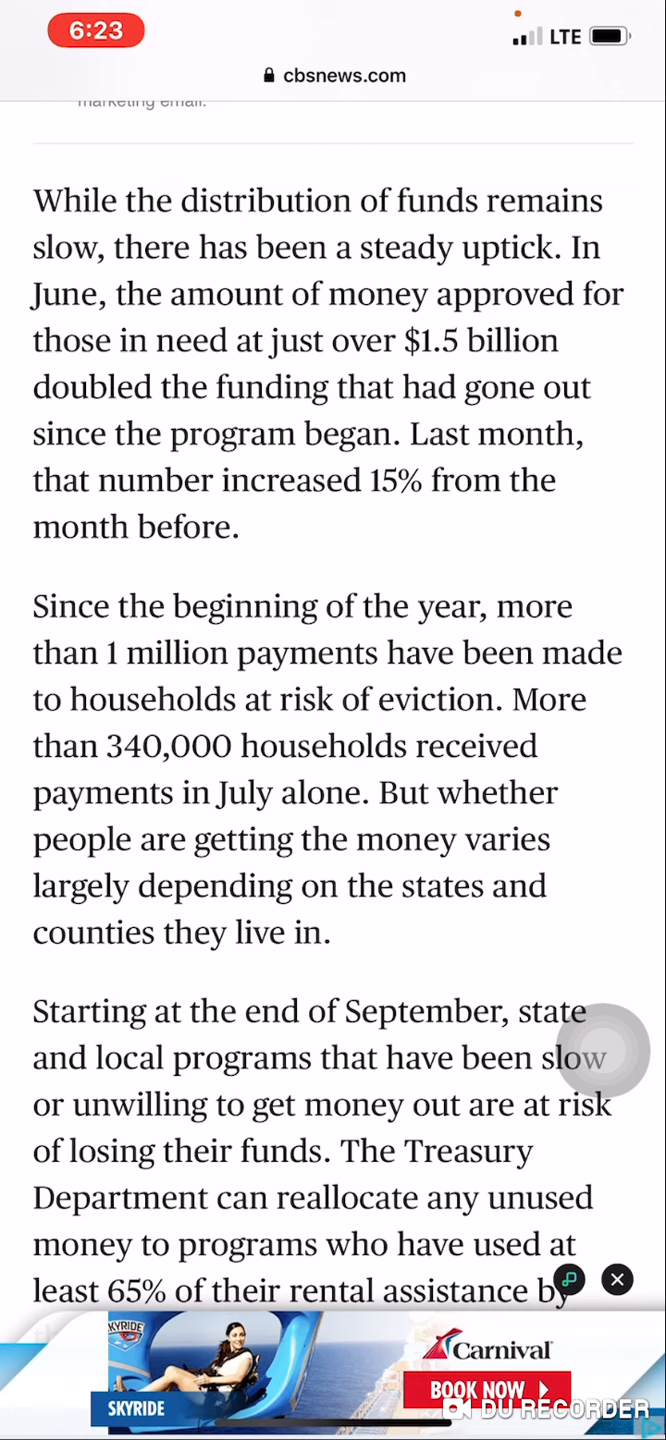 6:23
LTE
cbsnews.com
marketing email.
While the distribution of funds remains
slow, there has been a steady uptick. In
June, the amount of money approved for
those in need at just over $1.5 billion
doubled the funding that had gone out
since the program began. Last month,
that number increased 15% from the
month before.
Since the beginning of the year, more
than 1 million payments have been made
to households at risk of eviction. More
than 340,000 households received
payments in July alone. But whether
people are getting the money varies
largely depending on the states and
counties they live in.
Starting at the end of September, state
and local programs that have been slow
or unwilling to get money out are at risk
of losing their funds. The Treasury
Department can reallocate any unused
money to programs who have used at
least 65% of their rental assistance by
SKYRIDE
Carnival
BOOK NOW
SKYRIDE
DU RECORDER